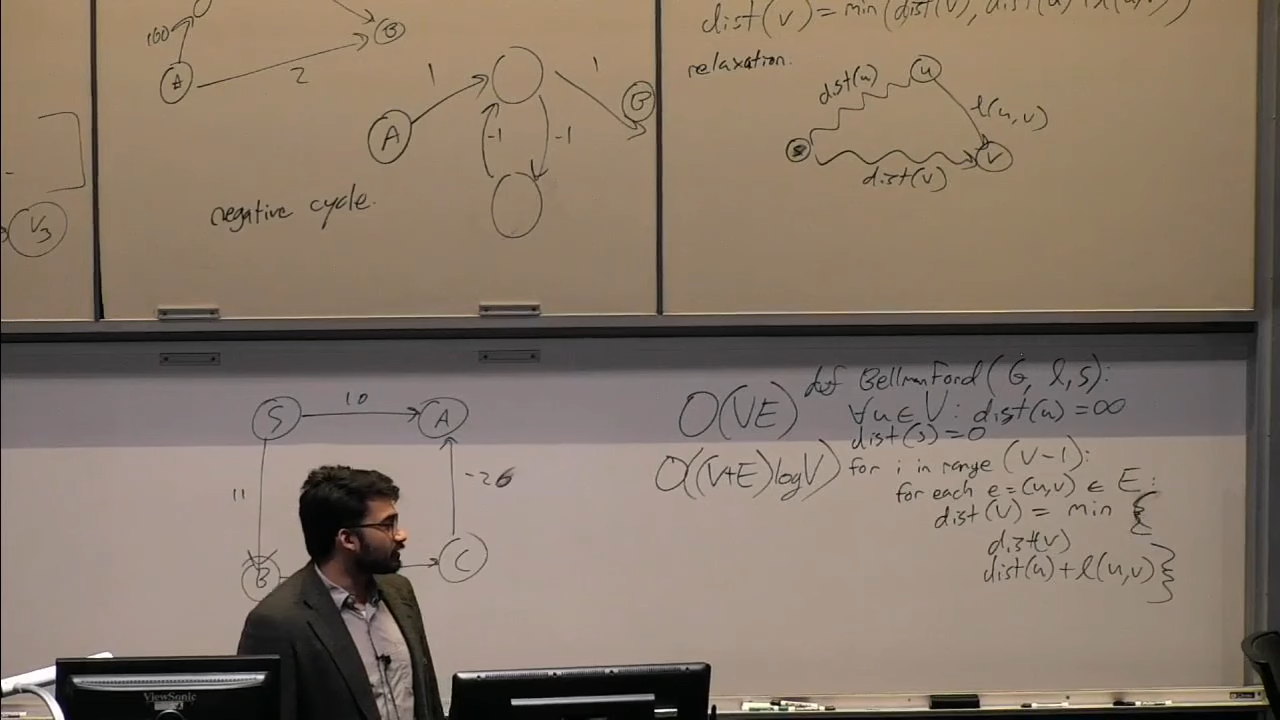 dist(v) = min(dist(v), dist(u)+l(u,v))
relaxation.
100
A
B
2
A
1
1
B
-1
-1
negative cycle.
V3
dist(u)
u
l(u,v)
s
v
dist(v)
S
10
A
11
-26
B
C
O(VE)
O((V+E)logV)
def BellmanFord(G, l, s):
∀u ∈ V: dist(u) = ∞
dist(s) = 0
for i in range (V-1):
for each e=(u,v) ∈ E:
dist(v) = min {
dist(v)
dist(u) + l(u,v) }
ViewSonic